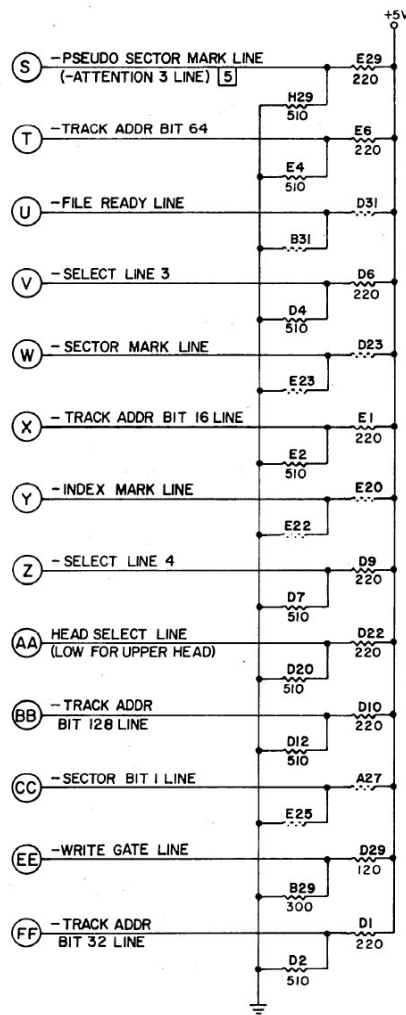 +5V
S -PSEUDO SECTOR MARK LINE E29
(-ATTENTION 3 LINE) 5 220
H29
510
T -TRACK ADDR BIT 64 E6
220
E4
510
U -FILE READY LINE D31
B31
V -SELECT LINE 3 D6
220
D4
510
W -SECTOR MARK LINE D23
E23
X -TRACK ADDR BIT 16 LINE E1
220
E2
510
Y -INDEX MARK LINE E20
E22
Z -SELECT LINE 4 D9
220
D7
510
AA HEAD SELECT LINE D22
(LOW FOR UPPER HEAD) 220
D20
510
BB -TRACK ADDR D10
BIT 128 LINE 220
D12
510
CC -SECTOR BIT 1 LINE A27
E25
EE -WRITE GATE LINE D29
120
B29
300
FF -TRACK ADDR D1
BIT 32 LINE 220
D2
510